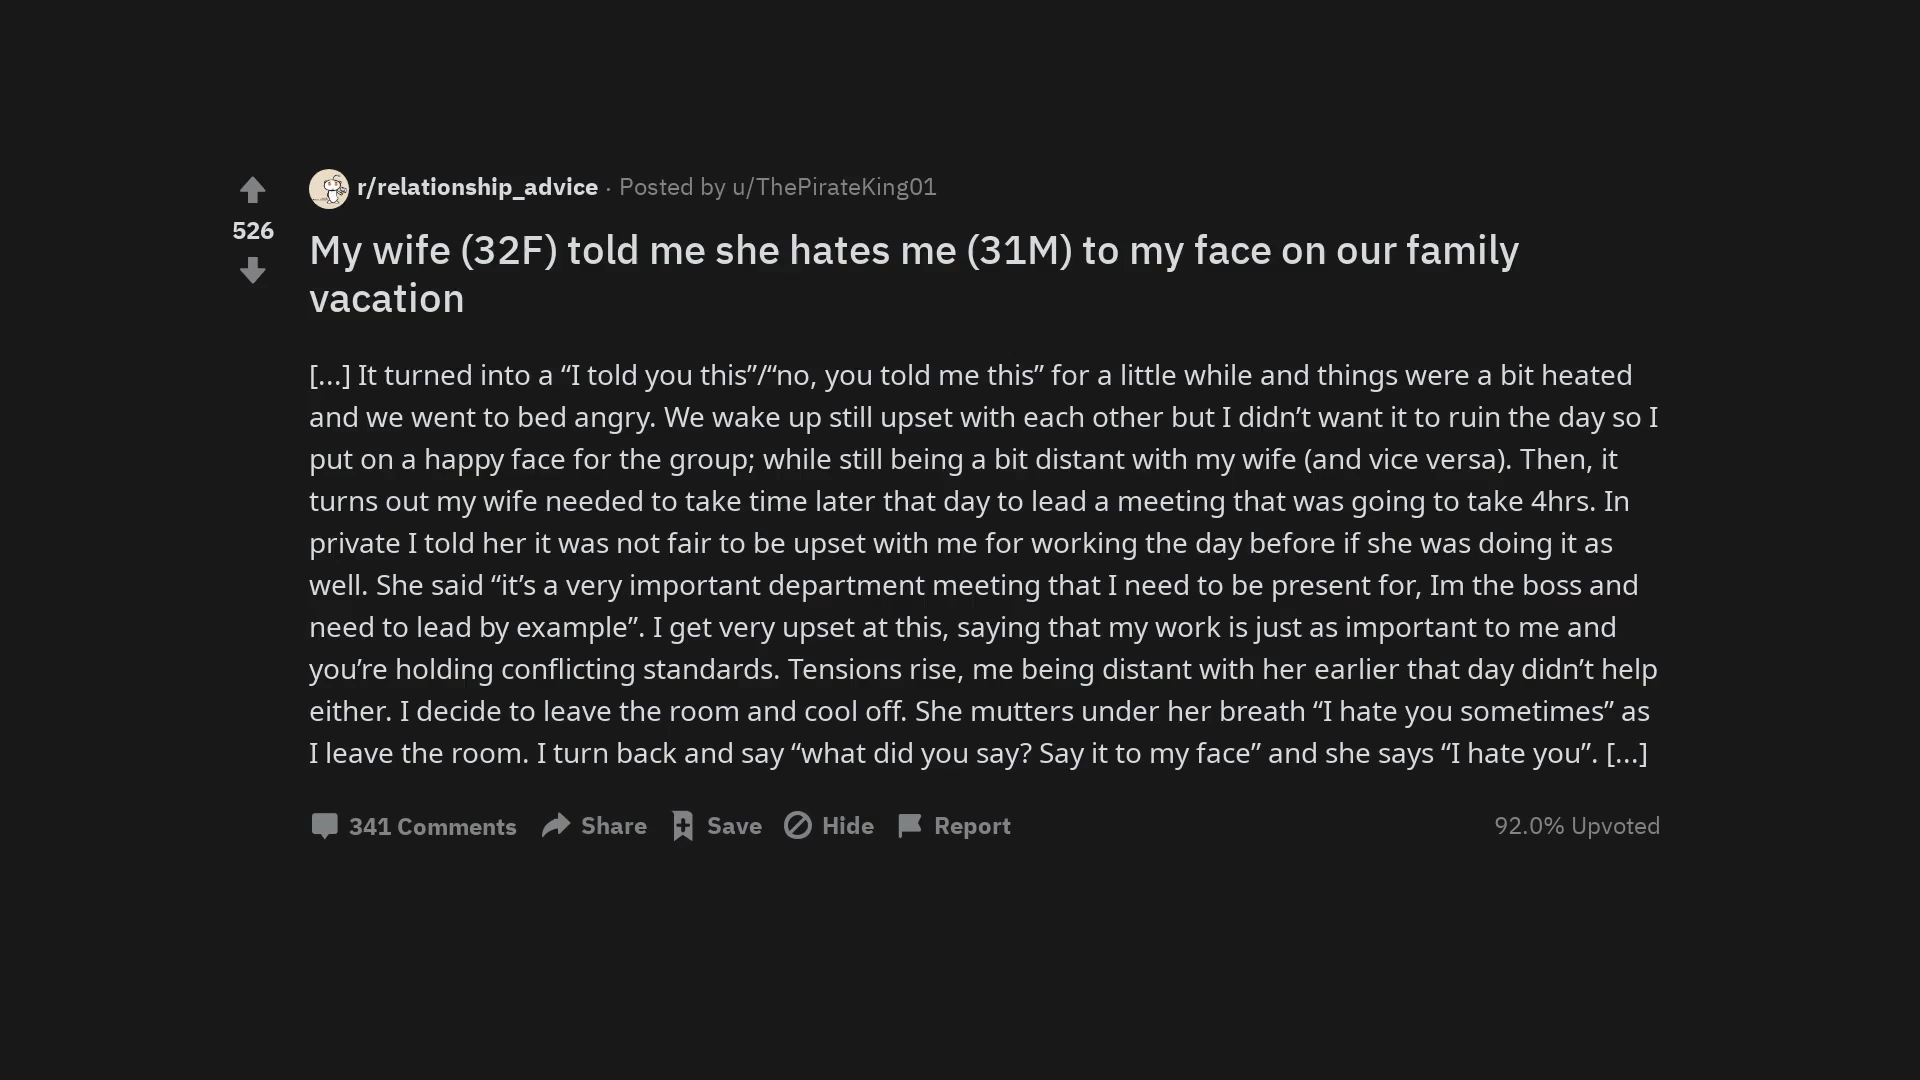 r/relationship_advice · Posted by u/ThePirateKing01
526
My wife (32F) told me she hates me (31M) to my face on our family
vacation
[...] It turned into a “I told you this”/“no, you told me this” for a little while and things were a bit heated
and we went to bed angry. We wake up still upset with each other but I didn’t want it to ruin the day so I
put on a happy face for the group; while still being a bit distant with my wife (and vice versa). Then, it
turns out my wife needed to take time later that day to lead a meeting that was going to take 4hrs. In
private I told her it was not fair to be upset with me for working the day before if she was doing it as
well. She said “it’s a very important department meeting that I need to be present for, Im the boss and
need to lead by example”. I get very upset at this, saying that my work is just as important to me and
you’re holding conflicting standards. Tensions rise, me being distant with her earlier that day didn’t help
either. I decide to leave the room and cool off. She mutters under her breath “I hate you sometimes” as
I leave the room. I turn back and say “what did you say? Say it to my face” and she says “I hate you”. [...]
341 Comments Share Save Hide Report 92.0% Upvoted